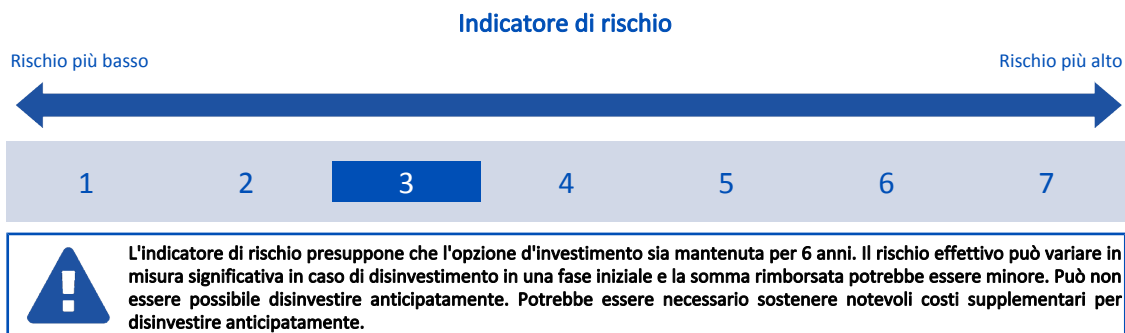 Indicatore di rischio
Rischio più basso
Rischio più alto
1 2 3 4 5 6 7
L'indicatore di rischio presuppone che l'opzione d'investimento sia mantenuta per 6 anni. Il rischio effettivo può variare in
misura significativa in caso di disinvestimento in una fase iniziale e la somma rimborsata potrebbe essere minore. Può non
essere possibile disinvestire anticipatamente. Potrebbe essere necessario sostenere notevoli costi supplementari per
disinvestire anticipatamente.